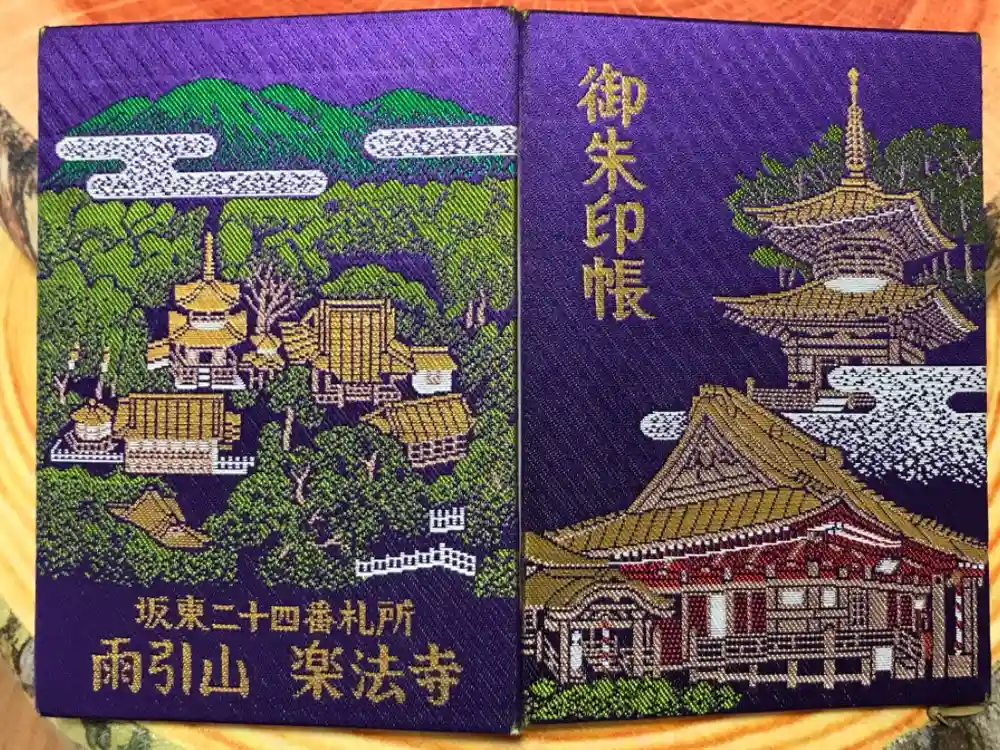 御朱印帳
坂東二十四番札所
雨引山 楽法寺